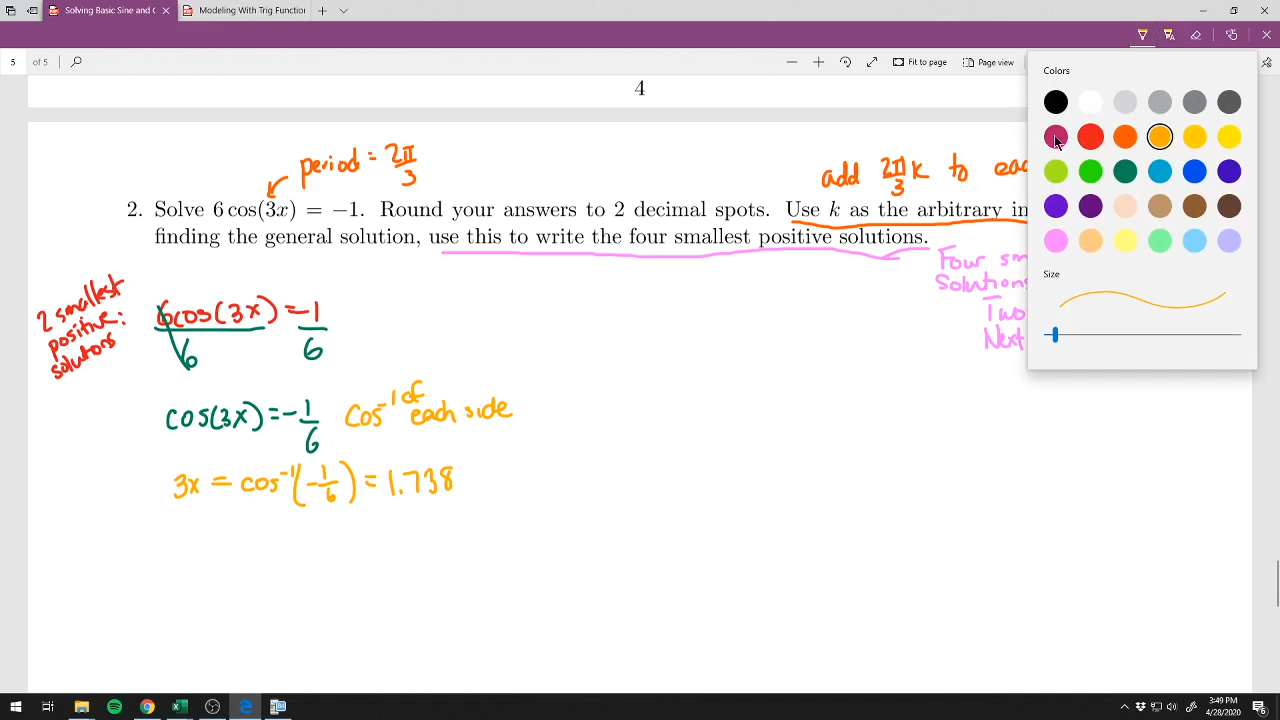 Solving Basic Sine and C
Modeling With Trig Function
5 of 5
Fit to page
Page view
Colors
Size
4
period = 2π/3
add 2π/3 k to eac
2. Solve 6 cos(3x) = −1. Round your answers to 2 decimal spots. Use k as the arbitrary in
finding the general solution, use this to write the four smallest positive solutions.
Four sm
Solutions
Two
Next
2 smallest
positive:
solutions
6cos(3x) = -1
6 6
cos(3x) = -1/6 Cos⁻¹ of
each side
3x = cos⁻¹(-1/6) = 1.738
3:49 PM
4/28/2020
6